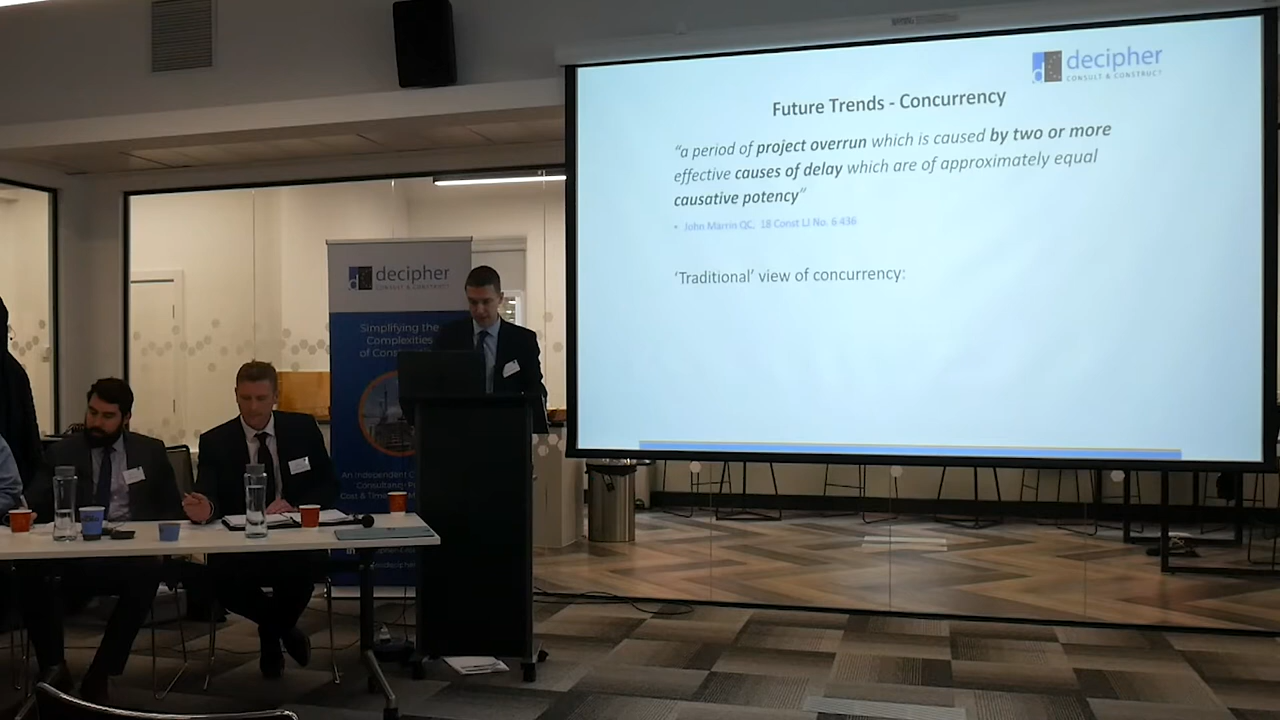 decipher
CONSULT & CONSTRUCT
Future Trends - Concurrency
“a period of project overrun which is caused by two or more
effective causes of delay which are of approximately equal
causative potency”
• John Marrin QC, 18 Const LJ No. 6 436
‘Traditional’ view of concurrency:
decipher
CONSULT & CONSTRUCT
Simplifying the
Complexities
of
An Independent